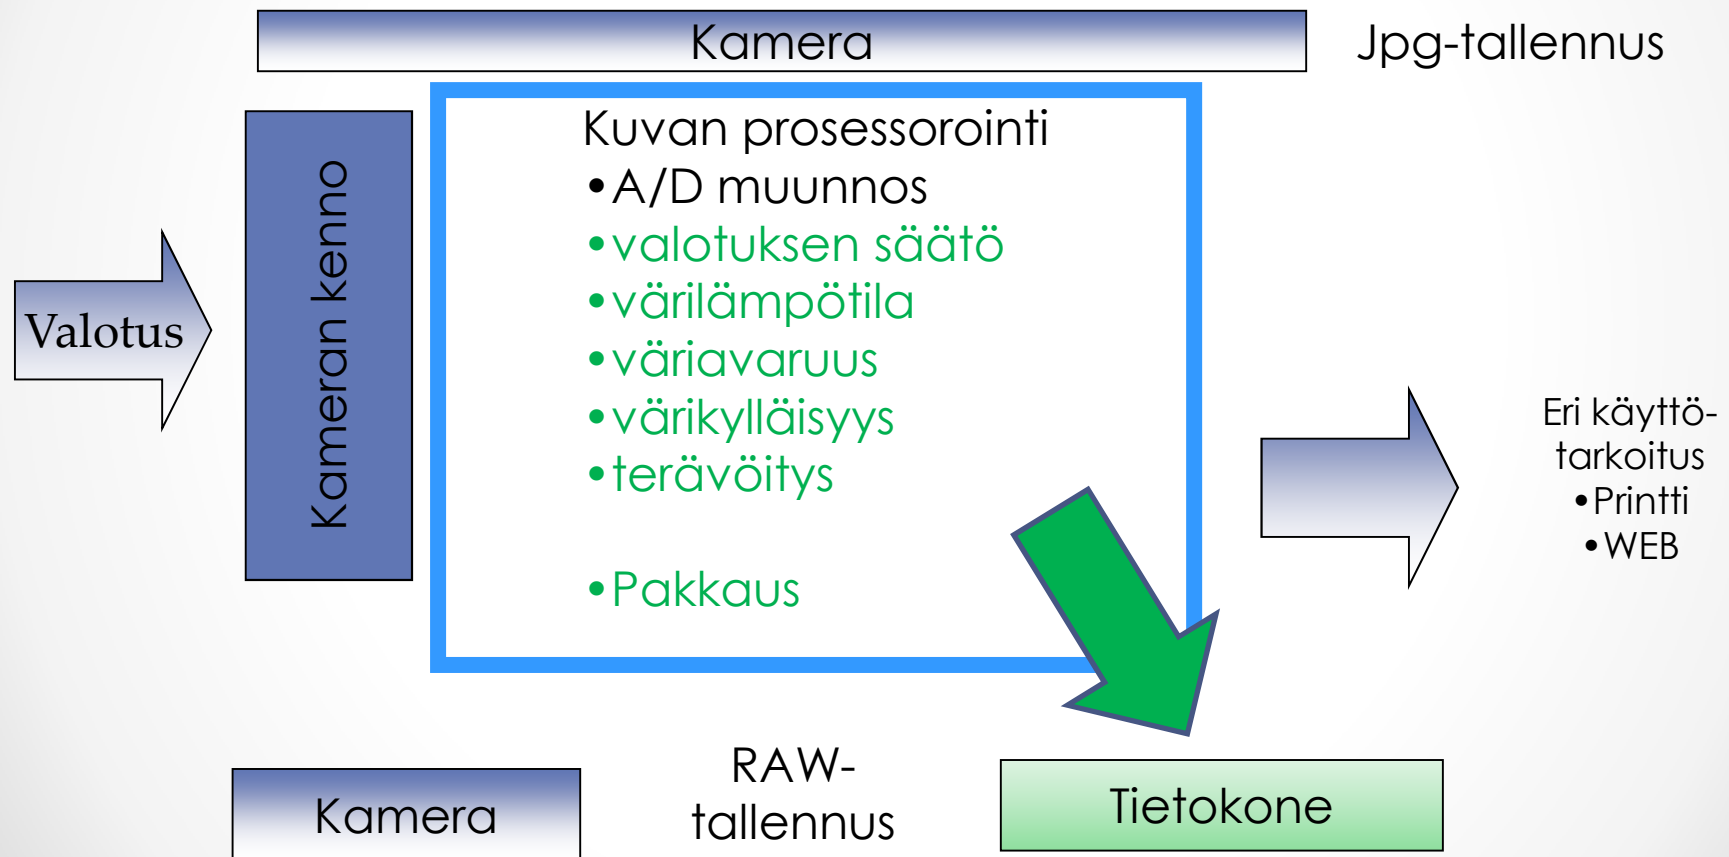 Kamera
Jpg-tallennus
Valotus
Kameran kenno
Kuvan prosessorointi
•A/D muunnos
•valotuksen säätö
•värilämpötila
•väriavaruus
•värikylläisyys
•terävöitys
•Pakkaus
Eri käyttö-
tarkoitus
•Printti
•WEB
Kamera
RAW-
tallennus
Tietokone